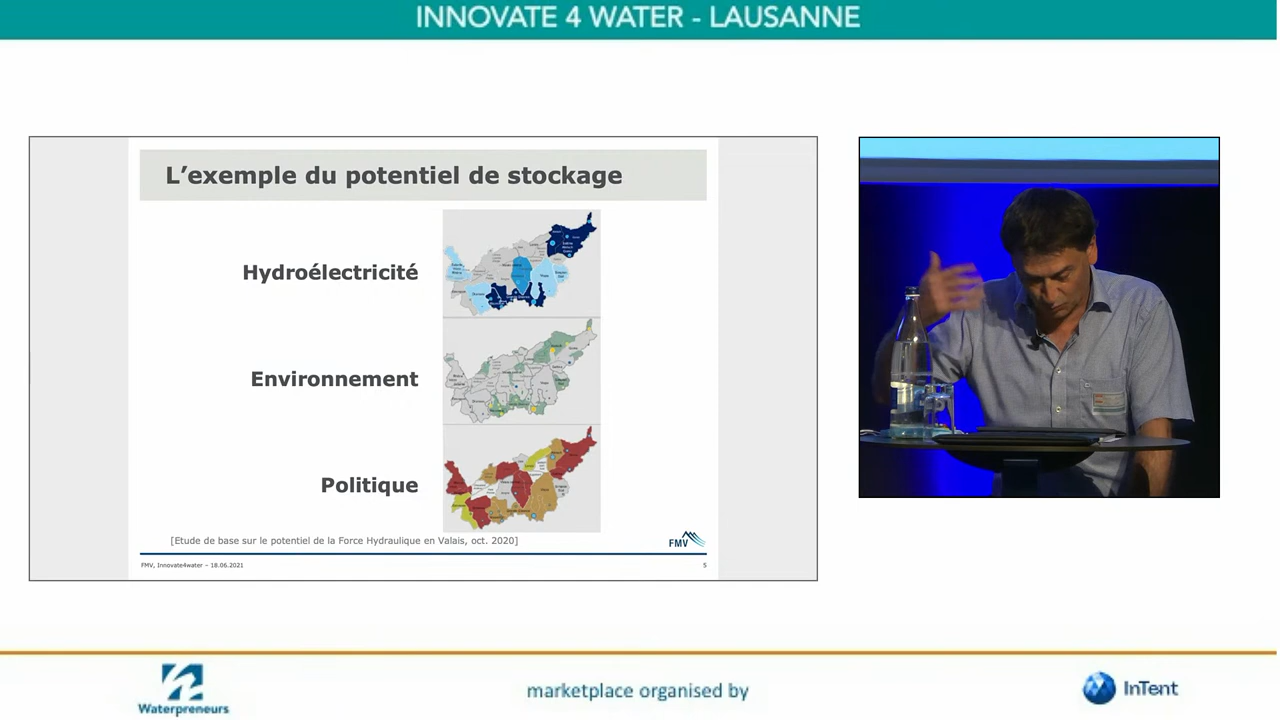 INNOVATE 4 WATER - LAUSANNE
L'exemple du potentiel de stockage
Hydroélectricité
Environnement
Politique
[Etude de base sur le potentiel de la Force Hydraulique en Valais, oct. 2020]
FMV
FMV, Innovate4water – 18.06.2021
5
Waterpreneurs
marketplace organised by
InTent